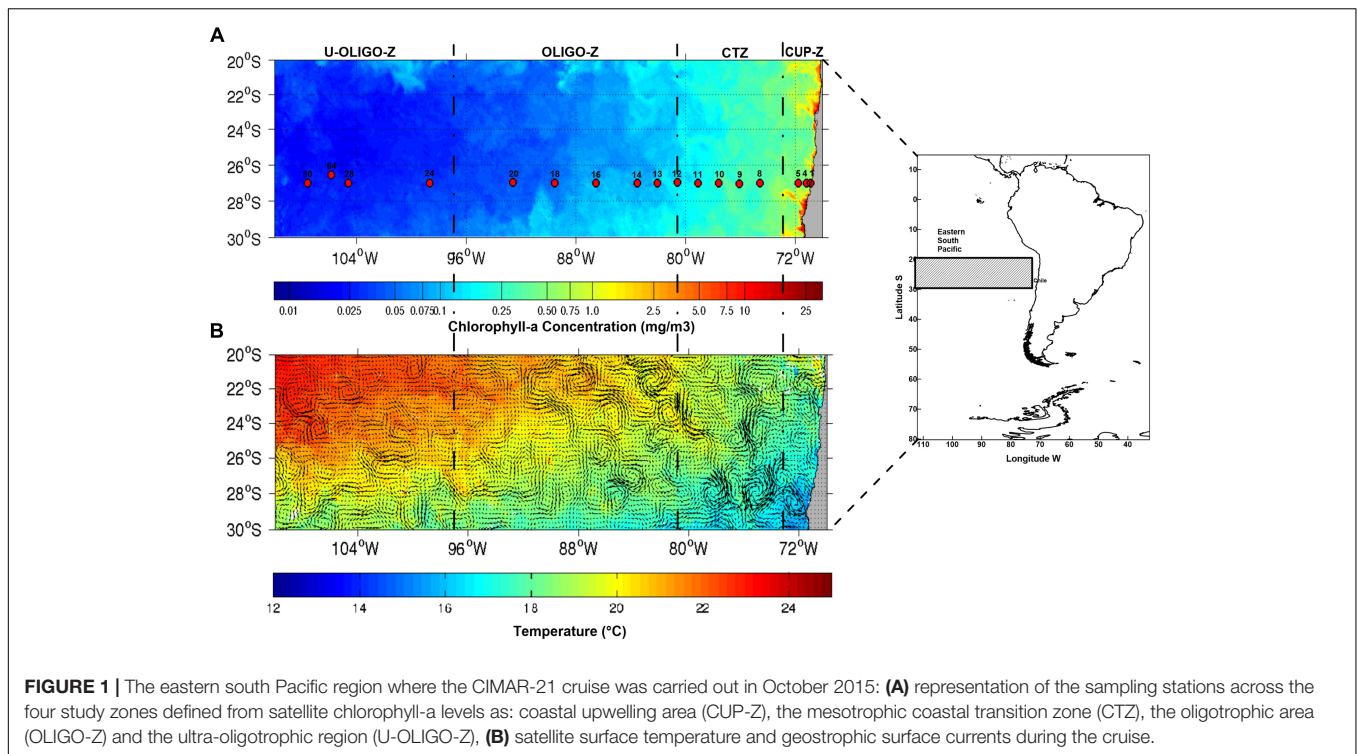 A
U-OLIGO-Z OLIGO-Z CTZ CUP-Z
20°S
22°S
24°S
26°S
28°S
30°S
30 28 24 20 18 16 14 13 12 11 10 9 8 5 4 1
104°W 96°W 88°W 80°W 72°W
0.01 0.025 0.05 0.075 0.1 0.25 0.50 0.75 1.0 2.5 5.0 7.5 10 25
Chlorophyll-a Concentration (mg/m3)
B
20°S
22°S
24°S
26°S
28°S
30°S
104°W 96°W 88°W 80°W 72°W
12 14 16 18 20 22 24
Temperature (°C)
10
0
10
20
30
40
50
60
70
80
Latitude S
Eastern
South
Pacific
Chile
110 100 90 80 70 60 50 40
Longitude W
FIGURE 1 | The eastern south Pacific region where the CIMAR-21 cruise was carried out in October 2015: (A) representation of the sampling stations across the
four study zones defined from satellite chlorophyll-a levels as: coastal upwelling area (CUP-Z), the mesotrophic coastal transition zone (CTZ), the oligotrophic area
(OLIGO-Z) and the ultra-oligotrophic region (U-OLIGO-Z), (B) satellite surface temperature and geostrophic surface currents during the cruise.